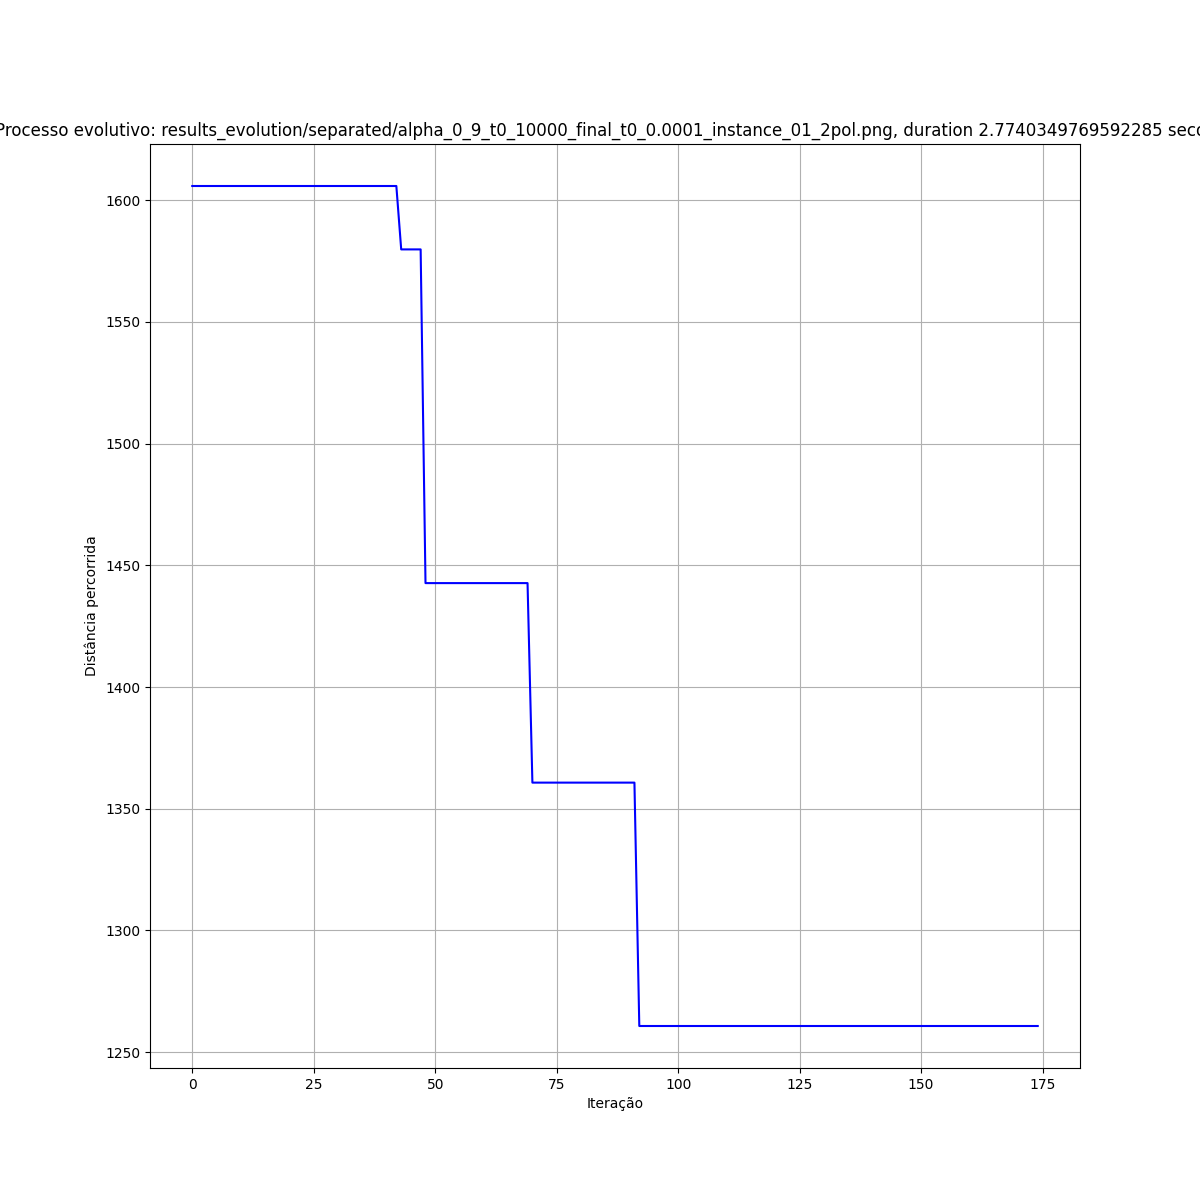 Processo evolutivo: results_evolution/separated/alpha_0_9_t0_10000_final_t0_0.0001_instance_01_2pol.png, duration 2.7740349769592285
1600
1550
1500
1450
1400
1350
1300
1250
Distância percorrida
0 25 50 75 100 125 150 175
Iteração